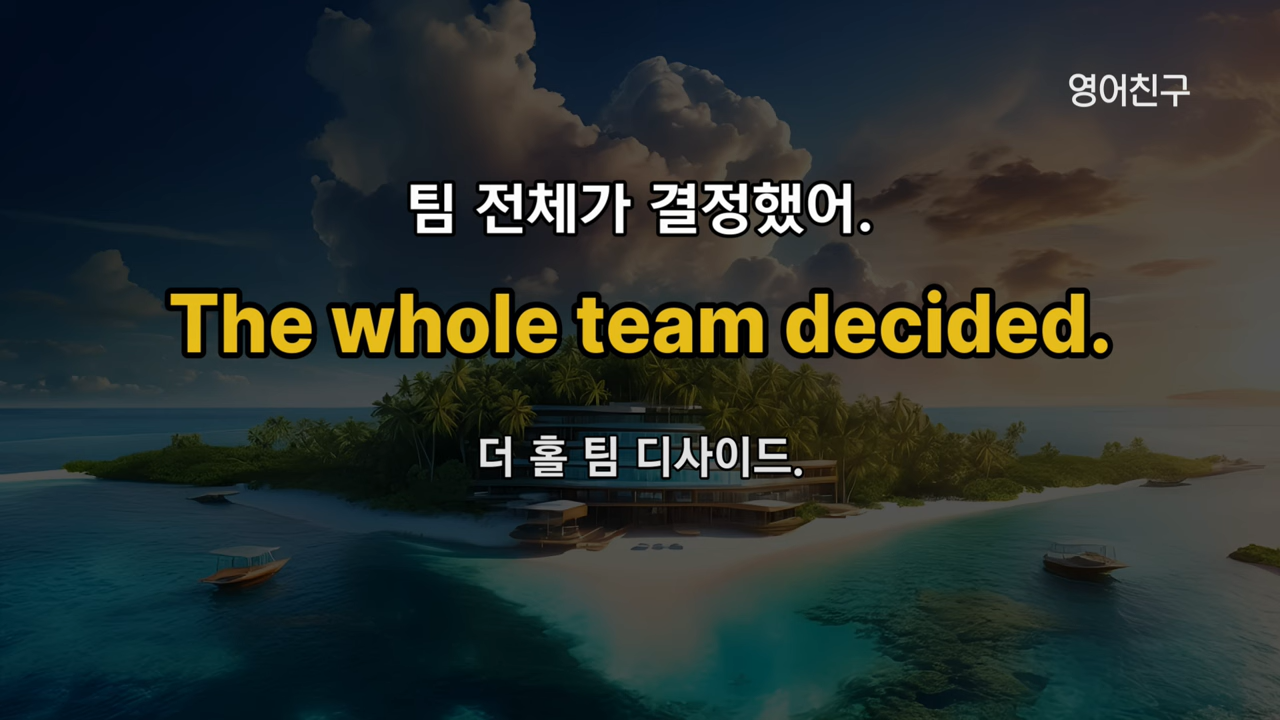 영어친구
팀 전체가 결정했어.
The whole team decided.
더 홀 팀 디사이드.